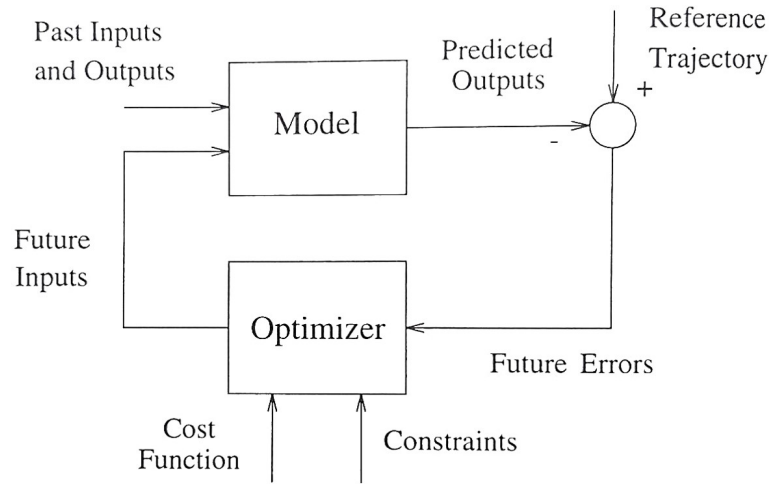 Past Inputs
and Outputs
Predicted
Outputs
Reference
Trajectory
+
-
Model
Future
Inputs
Optimizer
Future Errors
Cost
Function
Constraints